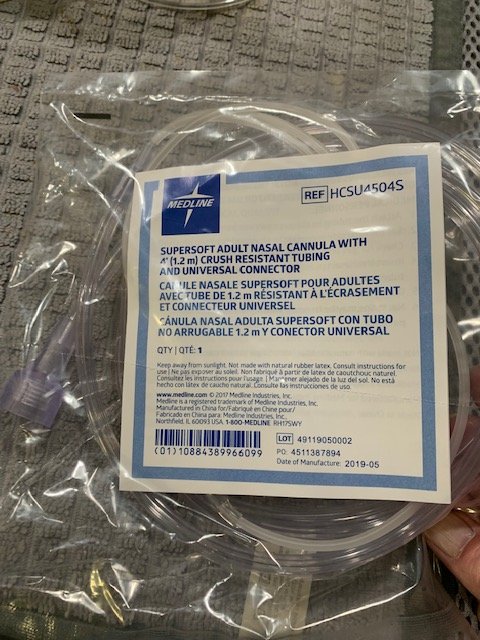 MEDLINE
REF HCSU4504S
SUPERSOFT ADULT NASAL CANNULA WITH
4' (1.2 m) CRUSH RESISTANT TUBING
AND UNIVERSAL CONNECTOR
CANULE NASALE SUPERSOFT POUR ADULTES
AVEC TUBE DE 1.2 m RÉSISTANT À L'ÉCRASEMENT
ET CONNECTEUR UNIVERSEL
CÁNULA NASAL ADULTA SUPERSOFT CON TUBO
NO ARRUGABLE 1.2 m Y CONECTOR UNIVERSAL
QTY | QTÉ: 1
Keep away from sunlight. Not made with natural rubber latex. Consult instructions for
use | Ne pas exposer au soleil. Non fabriqué à partir de latex de caoutchouc naturel.
Consultez les instructions pour l'usage | Mantener alejado de la luz del sol. No está
hecho con látex de caucho natural. Consulte las instrucciones de uso.
www.medline.com © 2017 Medline Industries, Inc.
Medline is a registered trademark of Medline Industries, Inc.
Manufactured in China for/Fabriqué en Chine pour/
Fabricado en China para: Medline Industries, Inc.
Northfield, IL 60093 USA 1-800-MEDLINE RH17SWY
(01)10884389966099
LOT 49119050002
PO: 4511387894
Date of Manufacture: 2019-05